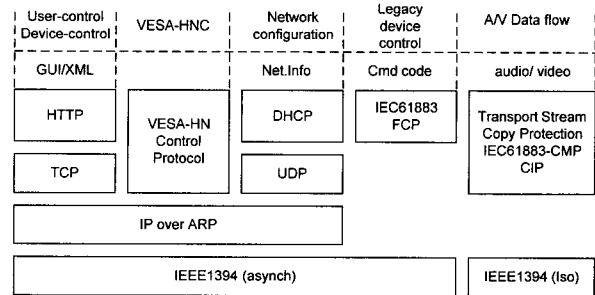 User-control
Device-control
VESA-HNC
Network
configuration
Legacy
device
control
A/V Data flow
GUI/XML
Net.Info
Cmd code
audio/ video
HTTP
VESA-HN
Control
Protocol
DHCP
IEC61883
FCP
Transport Stream
Copy Protection
IEC61883-CMP
CIP
TCP
UDP
IP over ARP
IEEE1394 (asynch)
IEEE1394 (Iso)